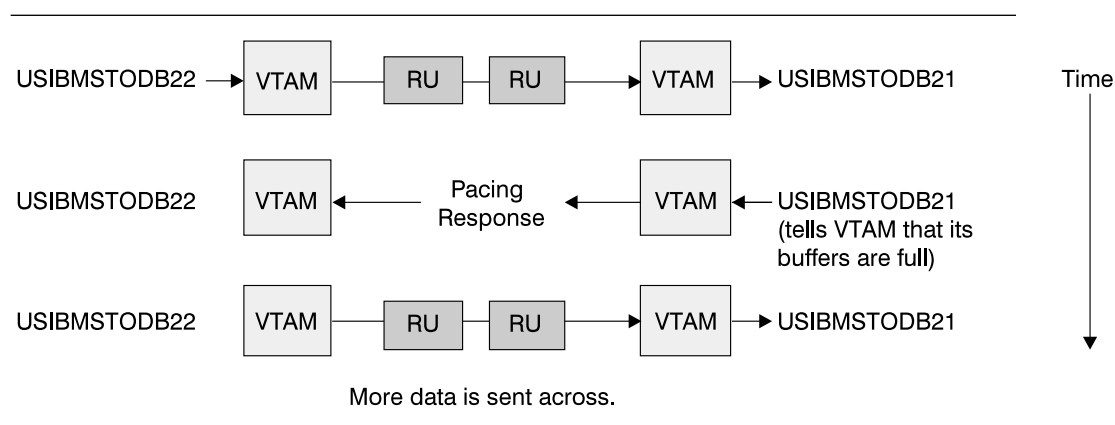 USIBMSTODB22 VTAM RU RU VTAM USIBMSTODB21 Time
USIBMSTODB22 VTAM Pacing Response VTAM USIBMSTODB21
(tells VTAM that its
buffers are full)
USIBMSTODB22 VTAM RU RU VTAM USIBMSTODB21
More data is sent across.